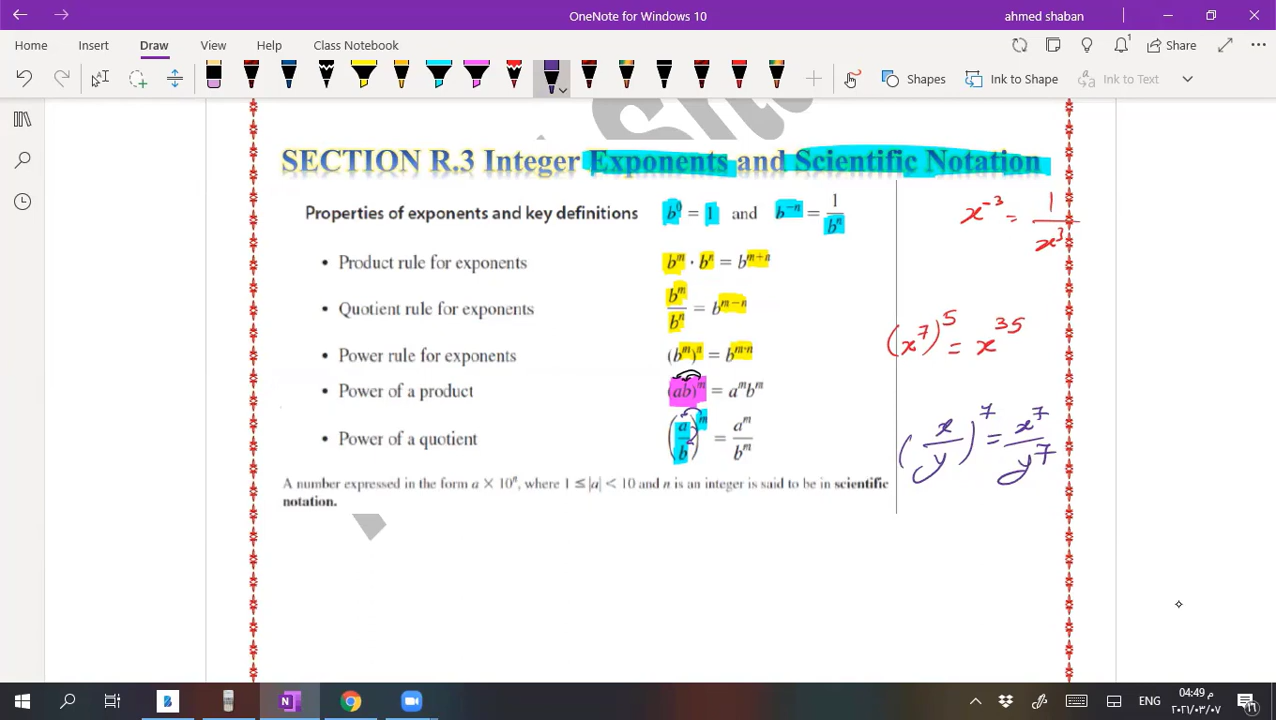 OneNote for Windows 10
ahmed shaban
Home Insert Draw View Help Class Notebook
Share
Shapes Ink to Shape Ink to Text
SECTION R.3 Integer Exponents and Scientific Notation
Properties of exponents and key definitions b⁰ = 1 and b⁻ⁿ = 1/bⁿ
x⁻³ = 1/x³
• Product rule for exponents bᵐ · bⁿ = bᵐ⁺ⁿ
• Quotient rule for exponents bᵐ/bⁿ = bᵐ⁻ⁿ
• Power rule for exponents (bᵐ)ⁿ = bᵐ·ⁿ
(x⁷)⁵ = x³⁵
• Power of a product (ab)ᵐ = aᵐbᵐ
• Power of a quotient (a/b)ᵐ = aᵐ/bᵐ
(x/y)⁷ = x⁷/y⁷
A number expressed in the form a × 10ⁿ, where 1 ≤ |a| < 10 and n is an integer is said to be in scientific
notation.
ENG
04:49 م
٢٠٢١/٠٣/٠٧